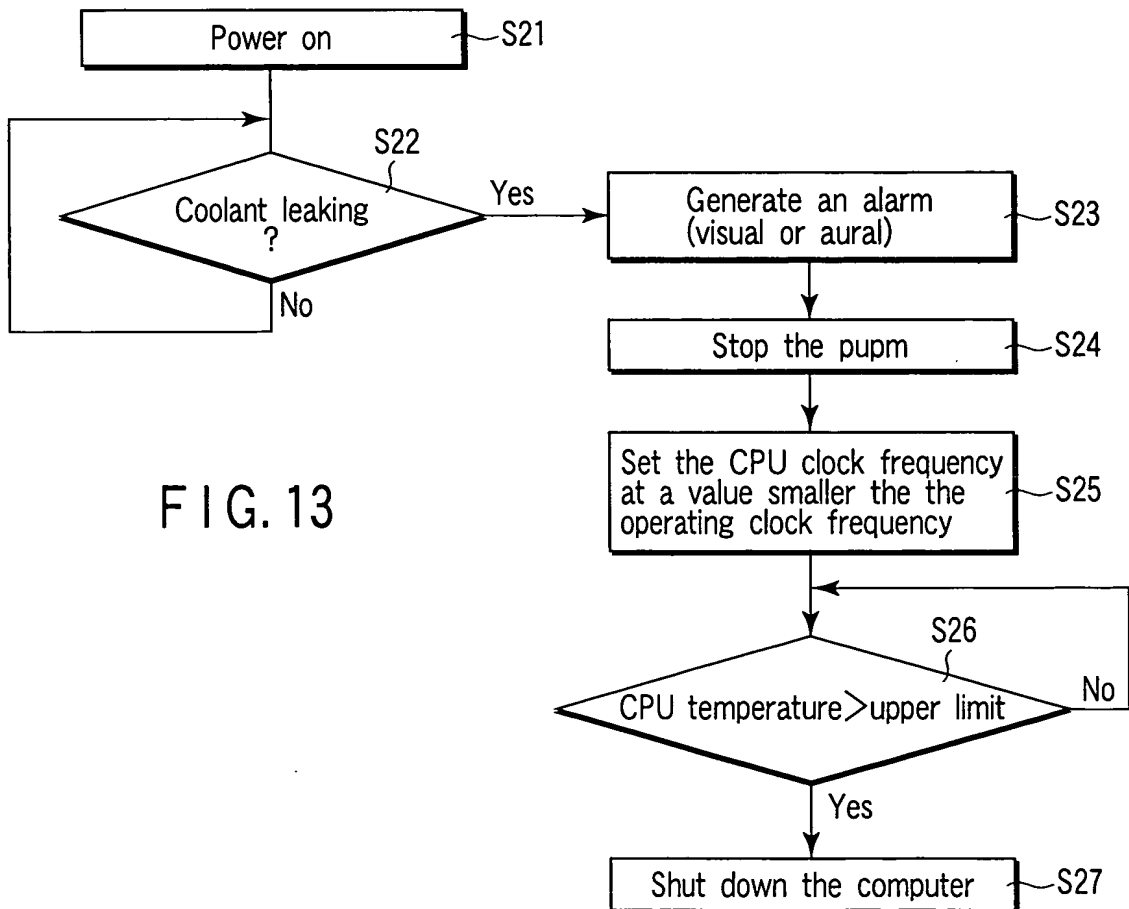 Power on
S21
S22
Coolant leaking
?
Yes
No
Generate an alarm
(visual or aural)
S23
Stop the pupm
S24
Set the CPU clock frequency
at a value smaller the the
operating clock frequency
S25
S26
CPU temperature>upper limit
No
Yes
Shut down the computer
S27
FIG. 13